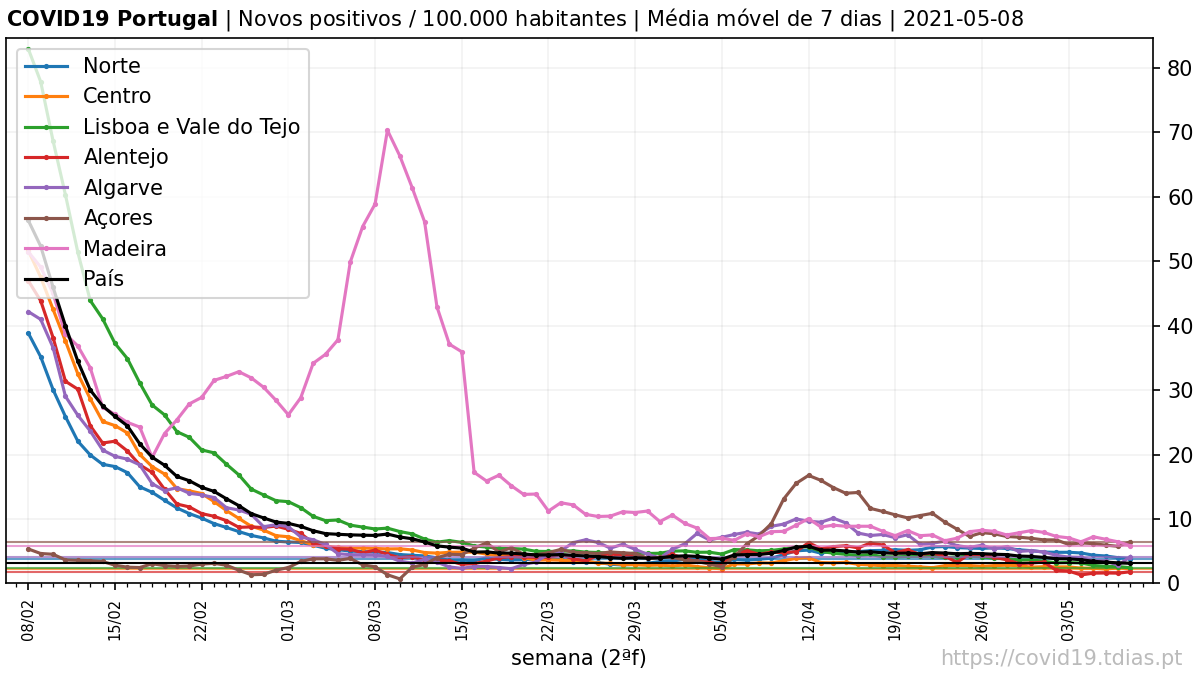 COVID19 Portugal | Novos positivos / 100.000 habitantes | Média móvel de 7 dias | 2021-05-08
Norte
Centro
Lisboa e Vale do Tejo
Alentejo
Algarve
Açores
Madeira
País
80
70
60
50
40
30
20
10
0
08/02
15/02
22/02
01/03
08/03
15/03
22/03
29/03
05/04
12/04
19/04
26/04
03/05
semana (2ªf)
https://covid19.tdias.pt